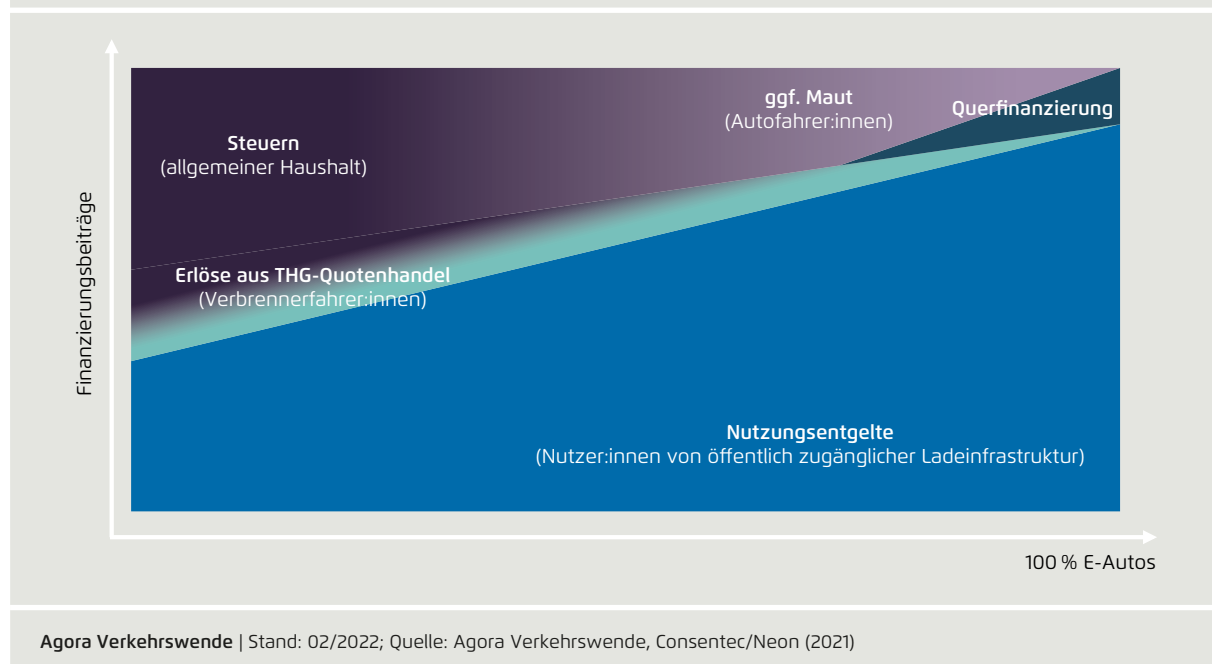 Finanzierungsbeiträge
Steuern
(allgemeiner Haushalt)
ggf. Maut
(Autofahrer:innen)
Querfinanzierung
Erlöse aus THG-Quotenhandel
(Verbrennerfahrer:innen)
Nutzungsentgelte
(Nutzer:innen von öffentlich zugänglicher Ladeinfrastruktur)
100 % E-Autos
Agora Verkehrswende | Stand: 02/2022; Quelle: Agora Verkehrswende, Consentec/Neon (2021)